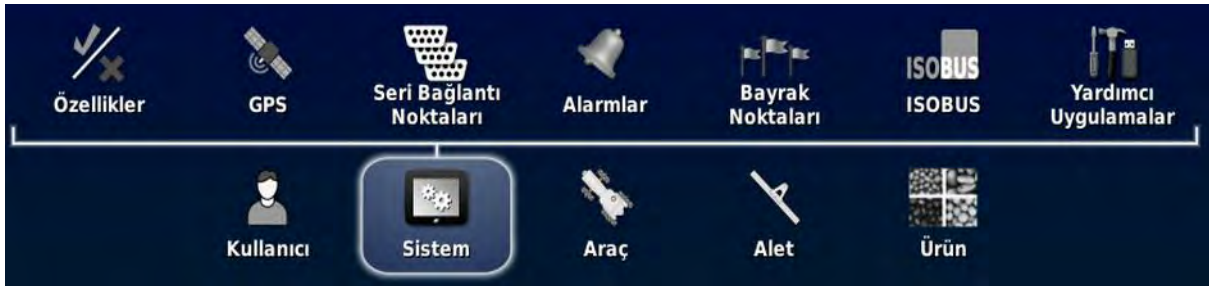 Özellikler
GPS
Seri Bağlantı
Noktaları
Alarmlar
Bayrak
Noktaları
ISOBUS
ISOBUS
Yardımcı
Uygulamalar
Kullanıcı
Sistem
Araç
Alet
Ürün